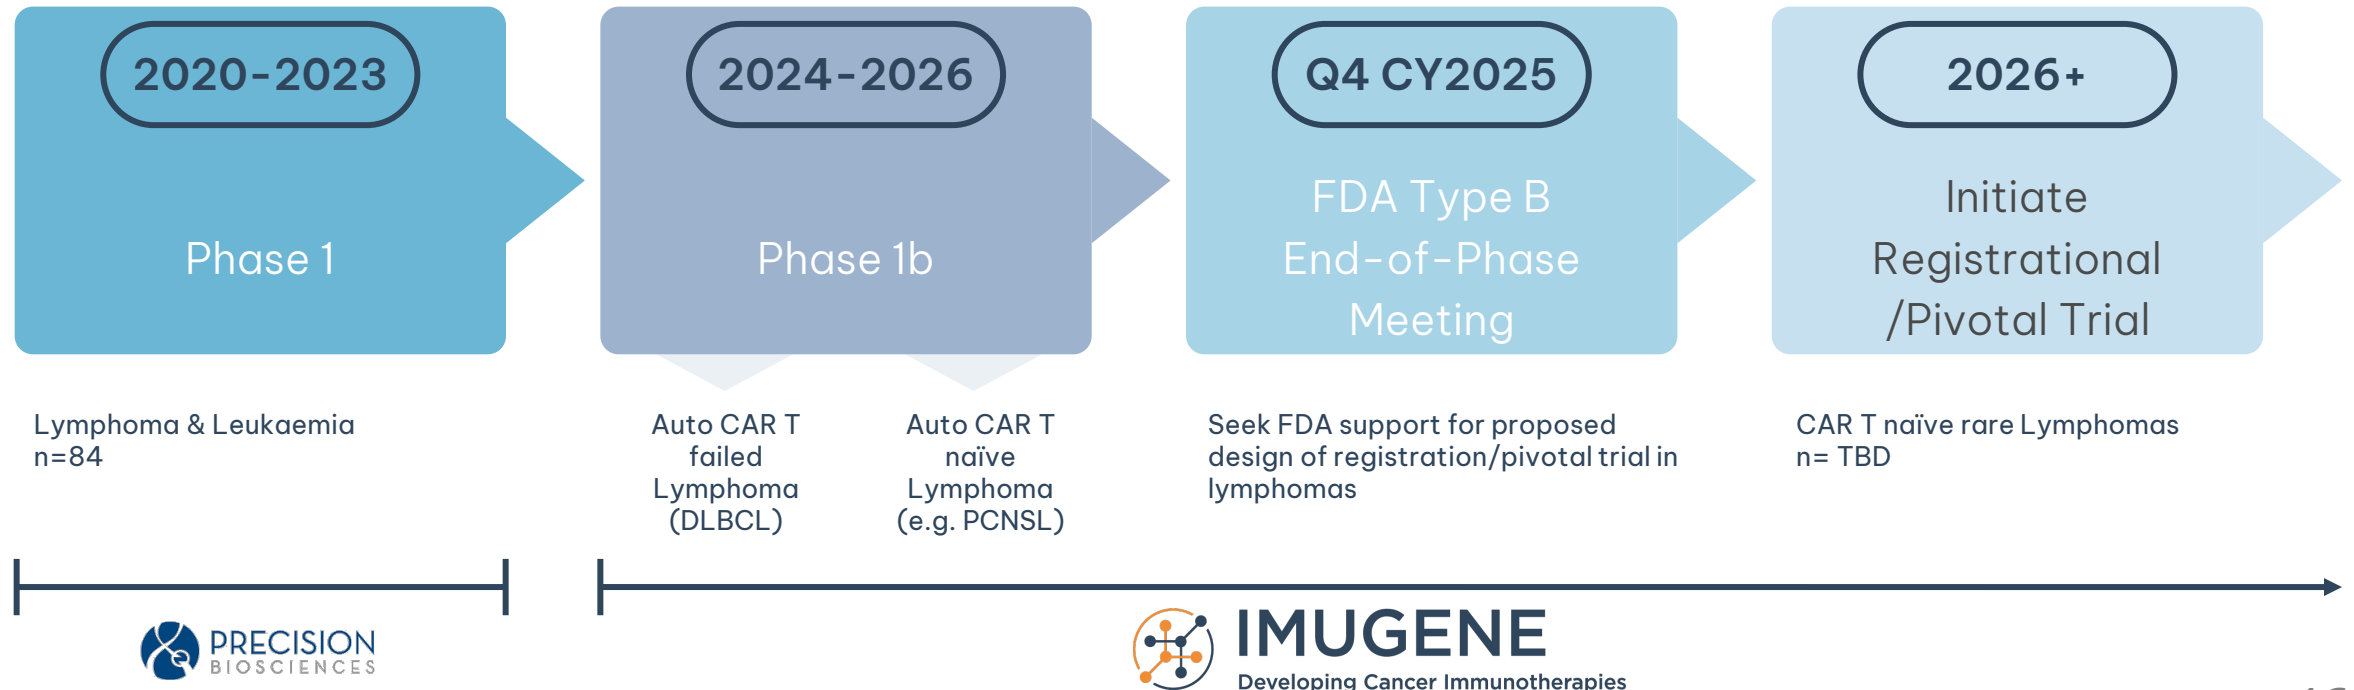 2020-2023
Phase 1
Lymphoma & Leukaemia
n=84
2024-2026
Phase 1b
Auto CAR T
failed
Lymphoma
(DLBCL)
Auto CAR T
naïve
Lymphoma
(e.g. PCNSL)
Q4 CY2025
FDA Type B
End-of-Phase
Meeting
Seek FDA support for proposed
design of registration/pivotal trial in
lymphomas
2026+
Initiate
Registrational
/Pivotal Trial
CAR T naïve rare Lymphomas
n= TBD
PRECISION
BIOSCIENCES
IMUGENE
Developing Cancer Immunotherapies